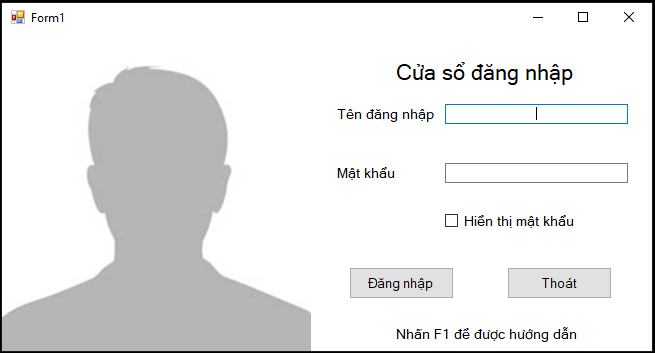 Form1
Cửa sổ đăng nhập
Tên đăng nhập
Mật khẩu
Hiển thị mật khẩu
Đăng nhập
Thoát
Nhấn F1 để được hướng dẫn